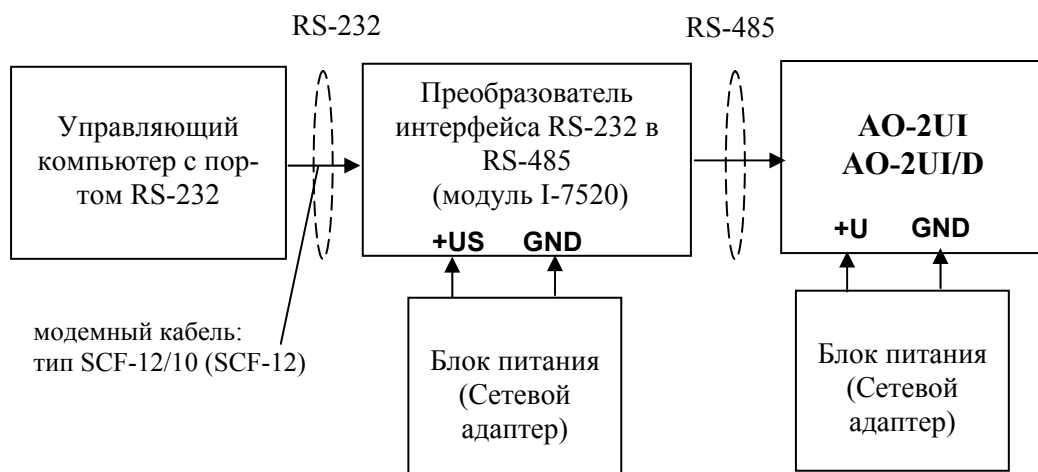 RS-232
RS-485
Управляющий
компьютер с пор-
том RS-232
Преобразователь
интерфейса RS-232 в
RS-485
(модуль I-7520)
+US GND
AO-2UI
AO-2UI/D
+U GND
модемный кабель:
тип SCF-12/10 (SCF-12)
Блок питания
(Сетевой
адаптер)
Блок питания
(Сетевой
адаптер)